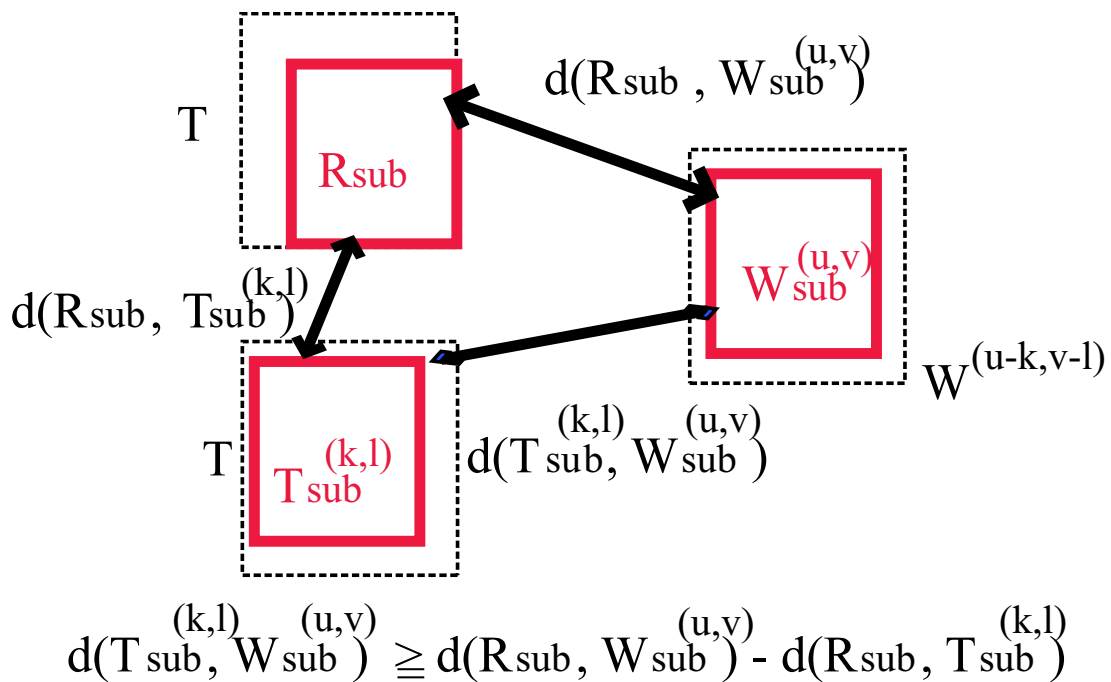 d(Rsub , Wsub^(u,v))
T
Rsub
Wsub^(u,v)
d(Rsub, Tsub^(k,l))
W^(u-k,v-l)
T
Tsub^(k,l)
d(Tsub^(k,l), Wsub^(u,v))
d(Tsub^(k,l), Wsub^(u,v)) ≧ d(Rsub, Wsub^(u,v)) - d(Rsub, Tsub^(k,l))